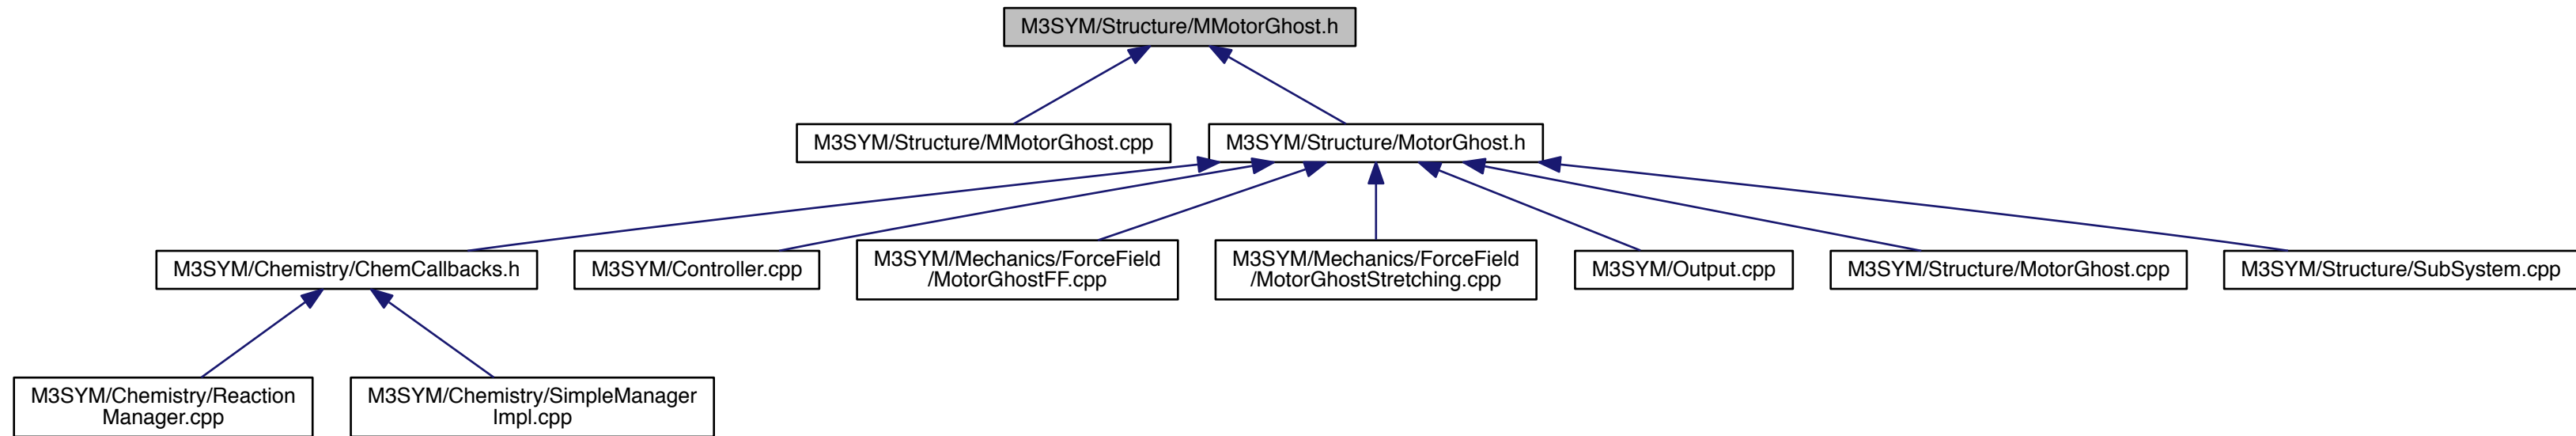 M3SYM/Structure/MMotorGhost.h
M3SYM/Structure/MMotorGhost.cpp
M3SYM/Structure/MotorGhost.h
M3SYM/Chemistry/ChemCallbacks.h
M3SYM/Controller.cpp
M3SYM/Mechanics/ForceField
/MotorGhostFF.cpp
M3SYM/Mechanics/ForceField
/MotorGhostStretching.cpp
M3SYM/Output.cpp
M3SYM/Structure/MotorGhost.cpp
M3SYM/Structure/SubSystem.cpp
M3SYM/Chemistry/Reaction
Manager.cpp
M3SYM/Chemistry/SimpleManager
Impl.cpp